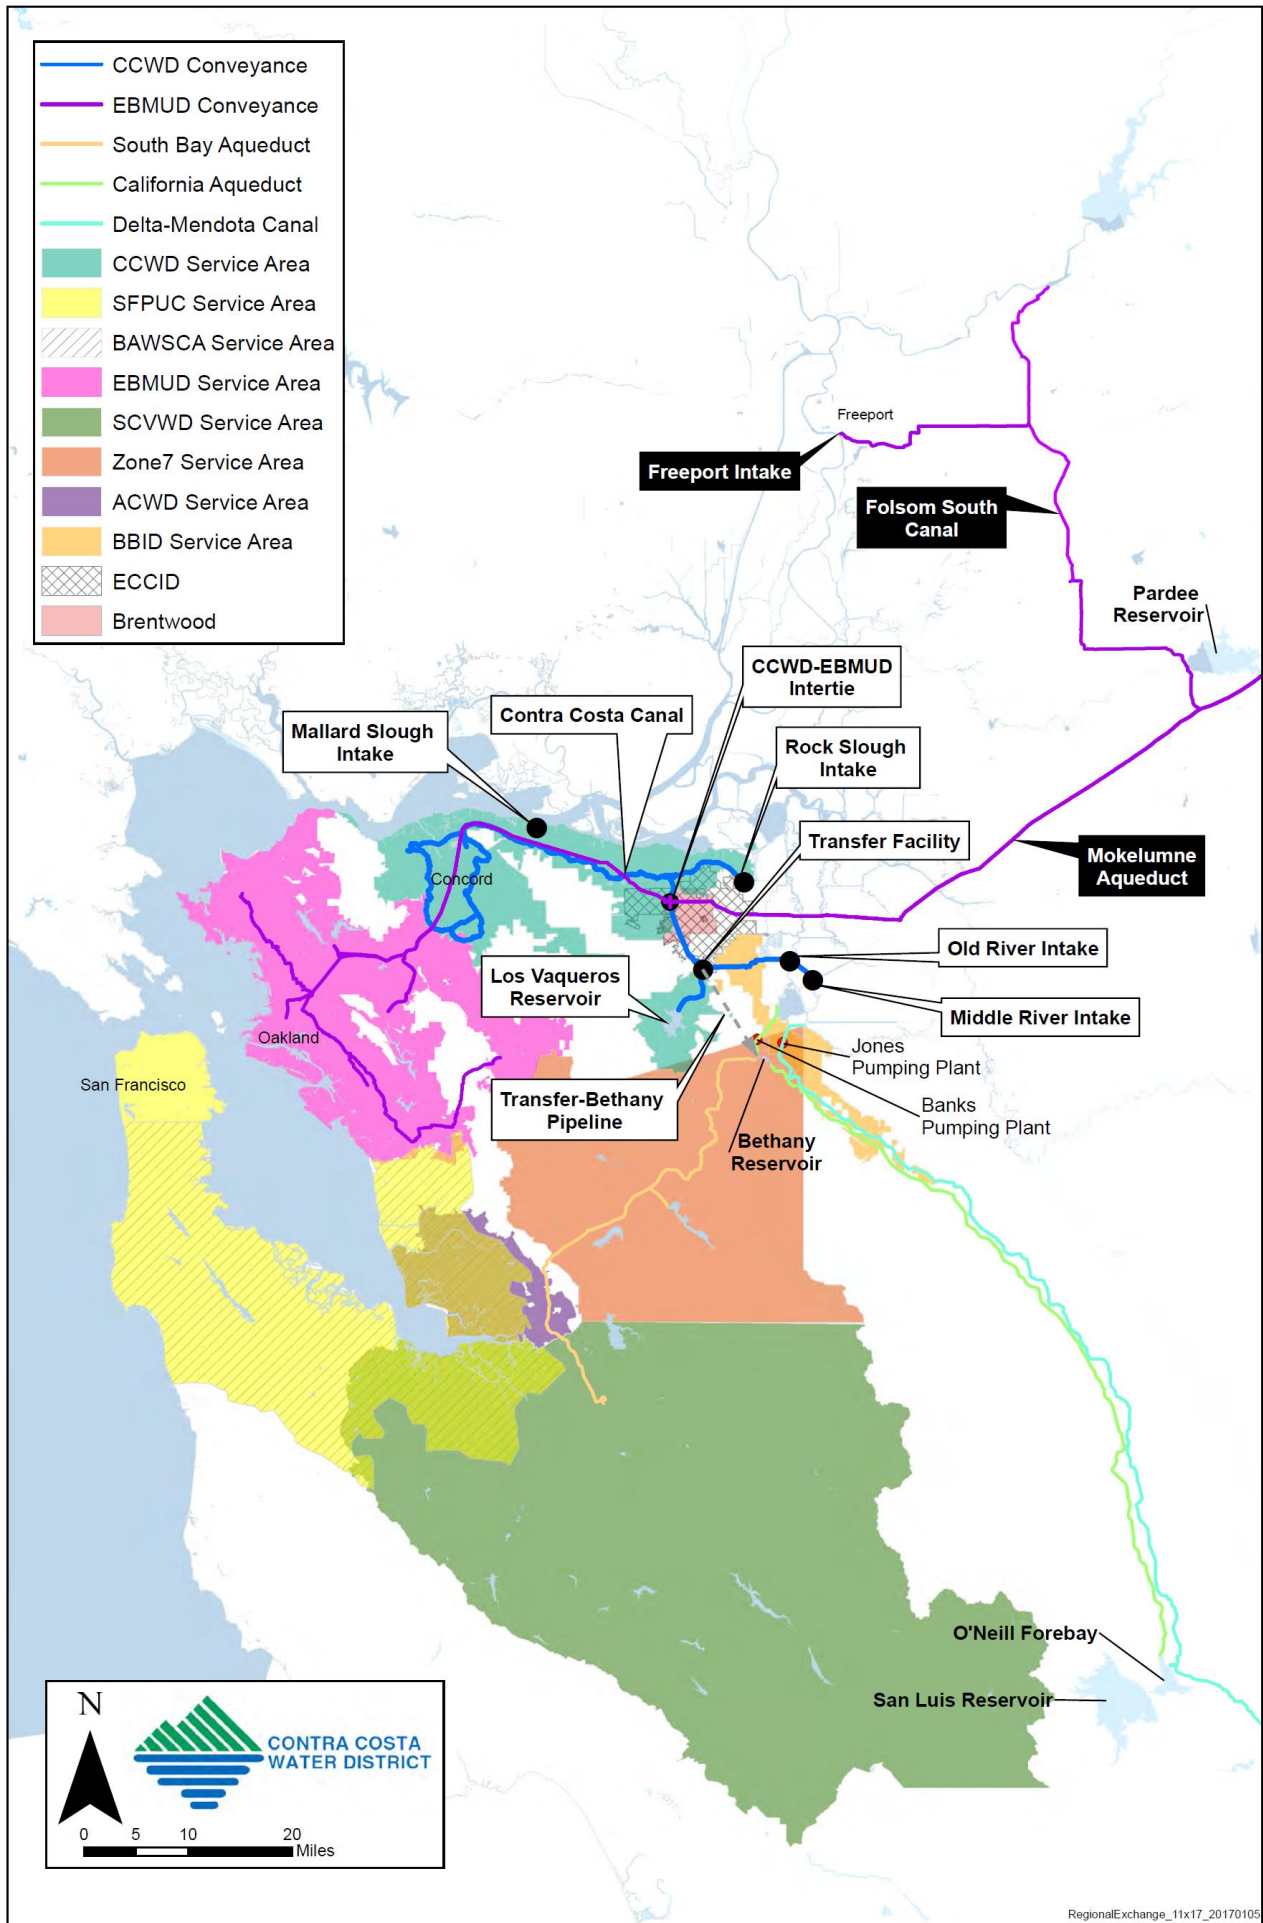 CCWD Conveyance
EBMUD Conveyance
South Bay Aqueduct
California Aqueduct
Delta-Mendota Canal
CCWD Service Area
SFPUC Service Area
BAWSCA Service Area
EBMUD Service Area
SCVWD Service Area
Zone7 Service Area
ACWD Service Area
BBID Service Area
ECCID
Brentwood
Freeport
Freeport Intake
Folsom South
Canal
Pardee
Reservoir
CCWD-EBMUD
Intertie
Contra Costa Canal
Mallard Slough
Intake
Rock Slough
Intake
Transfer Facility
Mokelumne
Aqueduct
Concord
Old River Intake
Los Vaqueros
Reservoir
Middle River Intake
Oakland
Jones
Pumping Plant
San Francisco
Transfer-Bethany
Pipeline
Banks
Pumping Plant
Bethany
Reservoir
O'Neill Forebay
San Luis Reservoir
N
CONTRA COSTA
WATER DISTRICT
0 5 10 20
Miles
RegionalExchange_11x17_20170105